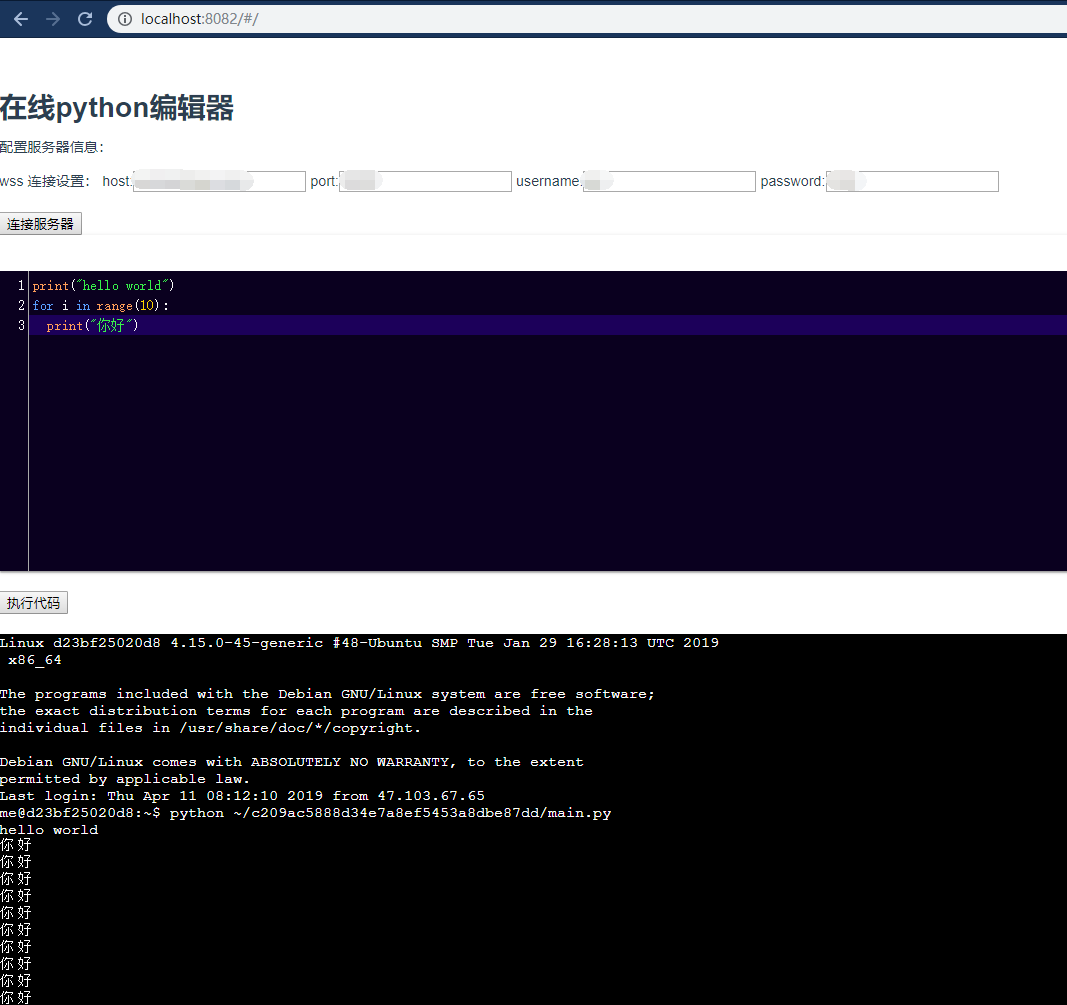 localhost:8082/#/
在线python编辑器
配置服务器信息：
wss 连接设置： host: port: username: password:
连接服务器
1 print("hello world")
2 for i in range(10):
3   print("你好")
执行代码
Linux d23bf25020d8 4.15.0-45-generic #48-Ubuntu SMP Tue Jan 29 16:28:13 UTC 2019
 x86_64
The programs included with the Debian GNU/Linux system are free software;
the exact distribution terms for each program are described in the
individual files in /usr/share/doc/*/copyright.
Debian GNU/Linux comes with ABSOLUTELY NO WARRANTY, to the extent
permitted by applicable law.
Last login: Thu Apr 11 08:12:10 2019 from 47.103.67.65
me@d23bf25020d8:~$ python ~/c209ac5888d34e7a8ef5453a8dbe87dd/main.py
hello world
你好
你好
你好
你好
你好
你好
你好
你好
你好
你好